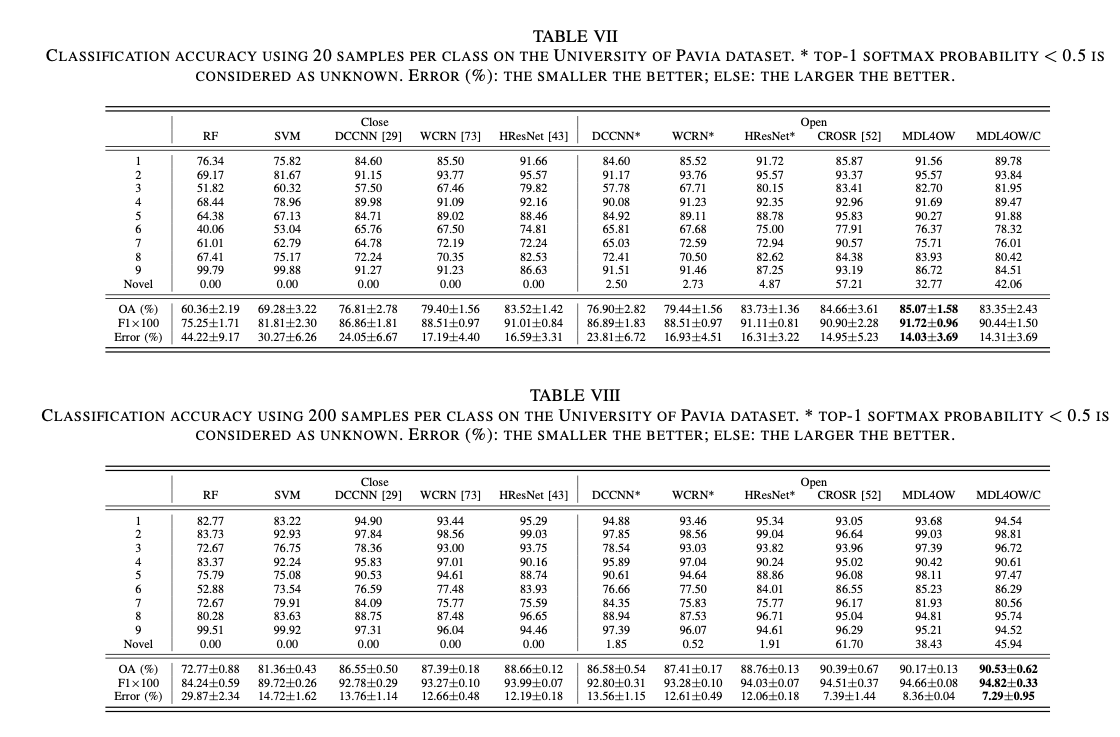 TABLE VII
CLASSIFICATION ACCURACY USING 20 SAMPLES PER CLASS ON THE UNIVERSITY OF PAVIA DATASET. * TOP-1 SOFTMAX PROBABILITY < 0.5 IS
CONSIDERED AS UNKNOWN. ERROR (%): THE SMALLER THE BETTER; ELSE: THE LARGER THE BETTER.
Close Open
RF SVM DCCNN [29] WCRN [73] HResNet [43] DCCNN* WCRN* HResNet* CROSR [52] MDL4OW MDL4OW/C
1 76.34 75.82 84.60 85.50 91.66 84.60 85.52 91.72 85.87 91.56 89.78
2 69.17 81.67 91.15 93.77 95.57 91.17 93.76 95.57 93.37 95.57 93.84
3 51.82 60.32 57.50 67.46 79.82 57.78 67.71 80.15 83.41 82.70 81.95
4 68.44 78.96 89.98 91.09 92.16 90.08 91.23 92.35 92.96 91.69 89.47
5 64.38 67.13 84.71 89.02 88.46 84.92 89.11 88.78 95.83 90.27 91.88
6 40.06 53.04 65.76 67.50 74.81 65.81 67.68 75.00 77.91 76.37 78.32
7 61.01 62.79 64.78 72.19 72.24 65.03 72.59 72.94 90.57 75.71 76.01
8 67.41 75.17 72.24 70.35 82.53 72.41 70.50 82.62 84.38 83.93 80.42
9 99.79 99.88 91.27 91.23 86.63 91.51 91.46 87.25 93.19 86.72 84.51
Novel 0.00 0.00 0.00 0.00 0.00 2.50 2.73 4.87 57.21 32.77 42.06
OA (%) 60.36±2.19 69.28±3.22 76.81±2.78 79.40±1.56 83.52±1.42 76.90±2.82 79.44±1.56 83.73±1.36 84.66±3.61 85.07±1.58 83.35±2.43
F1×100 75.25±1.71 81.81±2.30 86.86±1.81 88.51±0.97 91.01±0.84 86.89±1.83 88.51±0.97 91.11±0.81 90.90±2.28 91.72±0.96 90.44±1.50
Error (%) 44.22±9.17 30.27±6.26 24.05±6.67 17.19±4.40 16.59±3.31 23.81±6.72 16.93±4.51 16.31±3.22 14.95±5.23 14.03±3.69 14.31±3.69
TABLE VIII
CLASSIFICATION ACCURACY USING 200 SAMPLES PER CLASS ON THE UNIVERSITY OF PAVIA DATASET. * TOP-1 SOFTMAX PROBABILITY < 0.5 IS
CONSIDERED AS UNKNOWN. ERROR (%): THE SMALLER THE BETTER; ELSE: THE LARGER THE BETTER.
Close Open
RF SVM DCCNN [29] WCRN [73] HResNet [43] DCCNN* WCRN* HResNet* CROSR [52] MDL4OW MDL4OW/C
1 82.77 83.22 94.90 93.44 95.29 94.88 93.46 95.34 93.05 93.68 94.54
2 83.73 92.93 97.84 98.56 99.03 97.85 98.56 99.04 96.64 99.03 98.81
3 72.67 76.75 78.36 93.00 93.75 78.54 93.03 93.82 93.96 97.39 96.72
4 83.37 92.24 95.83 97.01 90.16 95.89 97.04 90.24 95.02 90.42 90.61
5 75.79 75.08 90.53 94.61 88.74 90.61 94.64 88.86 96.08 98.11 97.47
6 52.88 73.54 76.59 77.48 83.93 76.66 77.50 84.01 86.55 85.23 86.29
7 72.67 79.91 84.09 75.77 75.59 84.35 75.83 75.77 96.17 81.93 80.56
8 80.28 83.63 88.75 87.48 96.65 88.94 87.53 96.71 95.04 94.81 95.74
9 99.51 99.92 97.31 96.04 94.46 97.39 96.07 94.61 96.29 95.21 94.52
Novel 0.00 0.00 0.00 0.00 0.00 1.85 0.52 1.91 61.70 38.43 45.94
OA (%) 72.77±0.88 81.36±0.43 86.55±0.50 87.39±0.18 88.66±0.12 86.58±0.54 87.41±0.17 88.76±0.13 90.39±0.67 90.17±0.13 90.53±0.62
F1×100 84.24±0.59 89.72±0.26 92.78±0.29 93.27±0.10 93.99±0.07 92.80±0.31 93.28±0.10 94.03±0.07 94.51±0.37 94.66±0.08 94.82±0.33
Error (%) 29.87±2.34 14.72±1.62 13.76±1.14 12.66±0.48 12.19±0.18 13.56±1.15 12.61±0.49 12.06±0.18 7.39±1.44 8.36±0.04 7.29±0.95